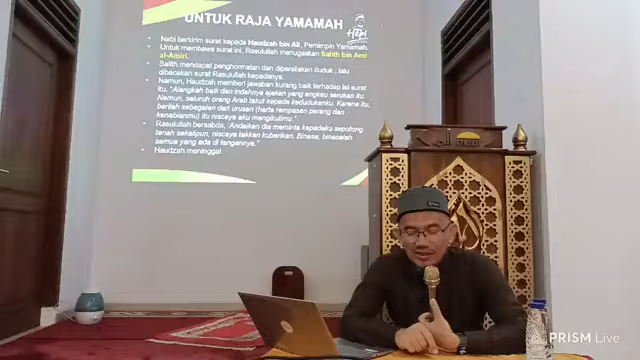 UNTUK RAJA YAMAMAH
Nabi berkirim surat kepada Haudzah bin Ali, Pemimpin Yamamah.
Untuk membawa surat ini, Rasulullah menugaskan Salith bin Amr
al-Amiri.
Salith mendapat penghormatan dan dipersilakan duduk, lalu
dibacakan surat Rasulullah kepadanya.
Namun, Haudzah memberi jawaban kurang baik terhadap isi surat
itu, "Alangkah baik dan indahnya ajakan yang engkau serukan itu.
Namun, seluruh orang Arab takut kepada kedudukanku. Karena itu,
berilah sebagian dari urusan (harta rampasan perang dan
kenabianmu) itu niscaya aku mengikutimu."
Rasulullah bersabda, "Andaikan dia meminta kepadaku sepotong
tanah sekalipun, niscaya takkan kuberikan. Binasa, binasalah
semua yang ada di tangannya."
Haudzah meninggal
PRISM Live